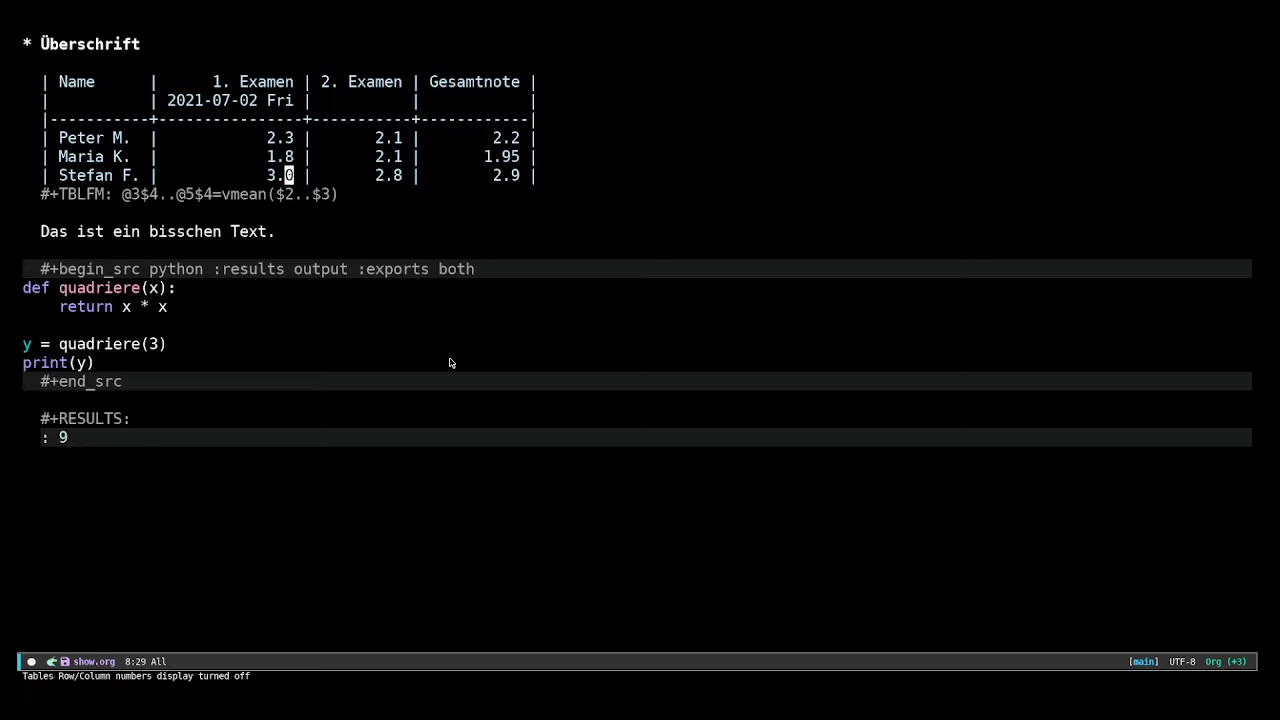 * Überschrift
| Name      |       1. Examen | 2. Examen | Gesamtnote |
|           | 2021-07-02 Fri |           |            |
|-----------+----------------+-----------+------------|
| Peter M.  |            2.3 |       2.1 |        2.2 |
| Maria K.  |            1.8 |       2.1 |       1.95 |
| Stefan F. |            3.0 |       2.8 |        2.9 |
#+TBLFM: @3$4..@5$4=vmean($2..$3)
Das ist ein bisschen Text.
#+begin_src python :results output :exports both
def quadriere(x):
    return x * x
y = quadriere(3)
print(y)
#+end_src
#+RESULTS:
: 9
show.org 8:29 All [main] UTF-8 Org (+3)
Tables Row/Column numbers display turned off